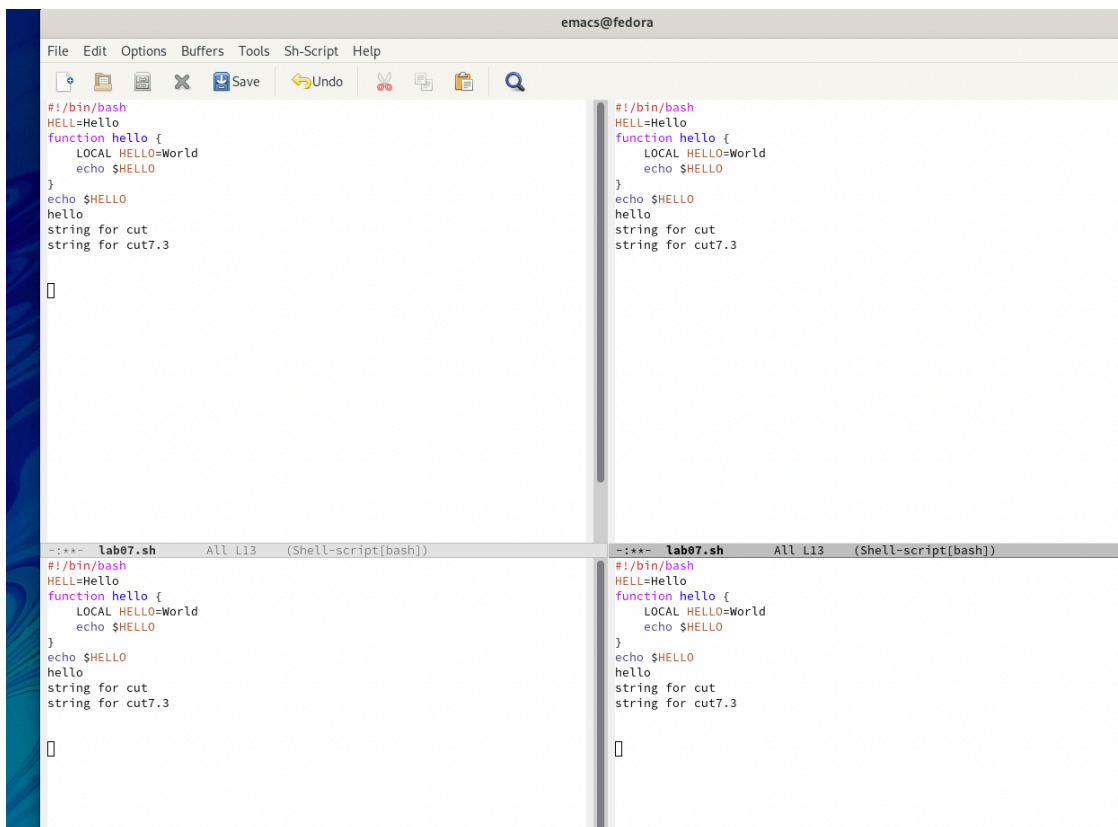 emacs@fedora
File Edit Options Buffers Tools Sh-Script Help
Save Undo
#!/bin/bash
HELL=Hello
function hello {
    LOCAL HELLO=World
    echo $HELLO
}
echo $HELLO
hello
string for cut
string for cut7.3
-:**- lab07.sh All L13 (Shell-script[bash])
#!/bin/bash
HELL=Hello
function hello {
    LOCAL HELLO=World
    echo $HELLO
}
echo $HELLO
hello
string for cut
string for cut7.3
-:**- lab07.sh All L13 (Shell-script[bash])
#!/bin/bash
HELL=Hello
function hello {
    LOCAL HELLO=World
    echo $HELLO
}
echo $HELLO
hello
string for cut
string for cut7.3
#!/bin/bash
HELL=Hello
function hello {
    LOCAL HELLO=World
    echo $HELLO
}
echo $HELLO
hello
string for cut
string for cut7.3